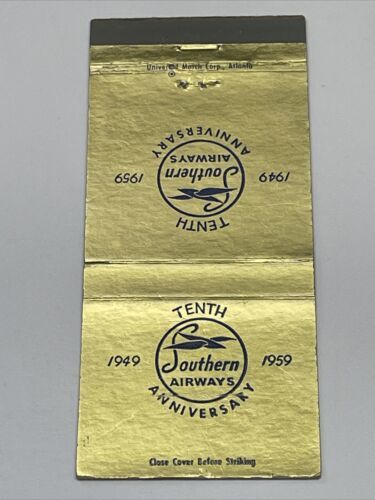 Universal Match Corp., Atlanta
TENTH
Southern
AIRWAYS
ANNIVERSARY
1949
1959
TENTH
1949
Southern
1959
AIRWAYS
ANNIVERSARY
Close Cover Before Striking